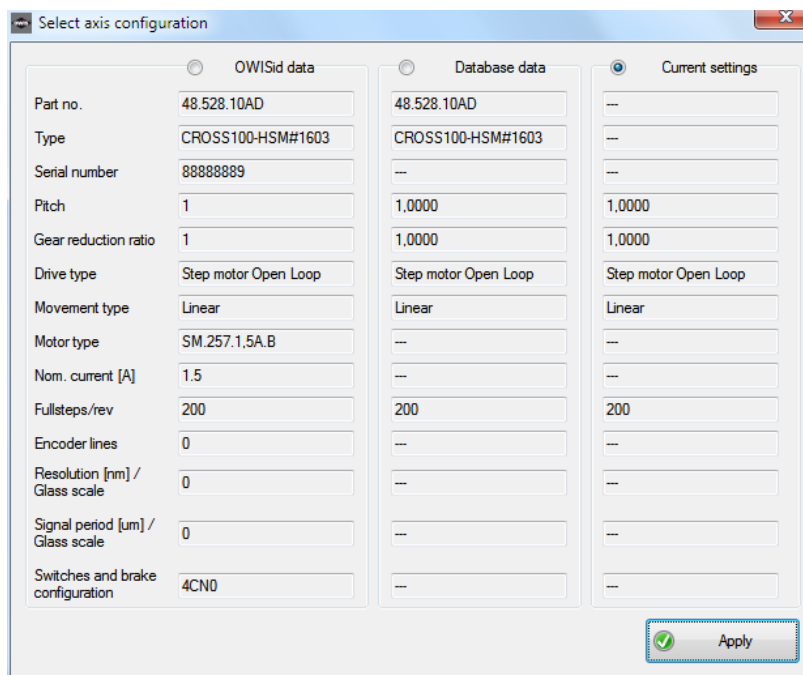 Select axis configuration
OWISid data Database data Current settings
Part no. 48.528.10AD 48.528.10AD ---
Type CROSS100-HSM#1603 CROSS100-HSM#1603 ---
Serial number 88888889 --- ---
Pitch 1 1,0000 1,0000
Gear reduction ratio 1 1,0000 1,0000
Drive type Step motor Open Loop Step motor Open Loop Step motor Open Loop
Movement type Linear Linear Linear
Motor type SM.257.1,5A.B --- ---
Nom. current [A] 1.5 --- ---
Fullsteps/rev 200 200 200
Encoder lines 0 --- ---
Resolution [nm] /
Glass scale 0 --- ---
Signal period [um] /
Glass scale 0 --- ---
Switches and brake
configuration 4CN0 --- ---
Apply